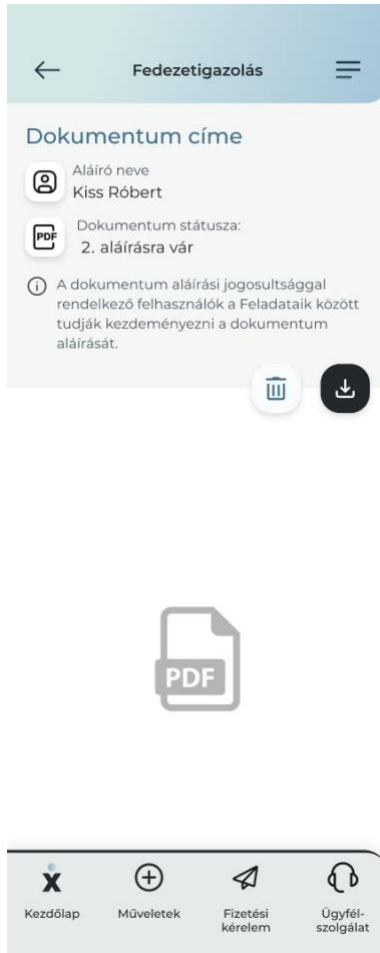 Fedezetigazolás
Dokumentum címe
Aláíró neve
Kiss Róbert
PDF
Dokumentum státusza:
2. aláírásra vár
A dokumentum aláírási jogosultsággal
rendelkező felhasználók a Feladataik között
tudják kezdeményezni a dokumentum
aláírását.
PDF
Kezdőlap
Műveletek
Fizetési
kérelem
Ügyfél-
szolgálat